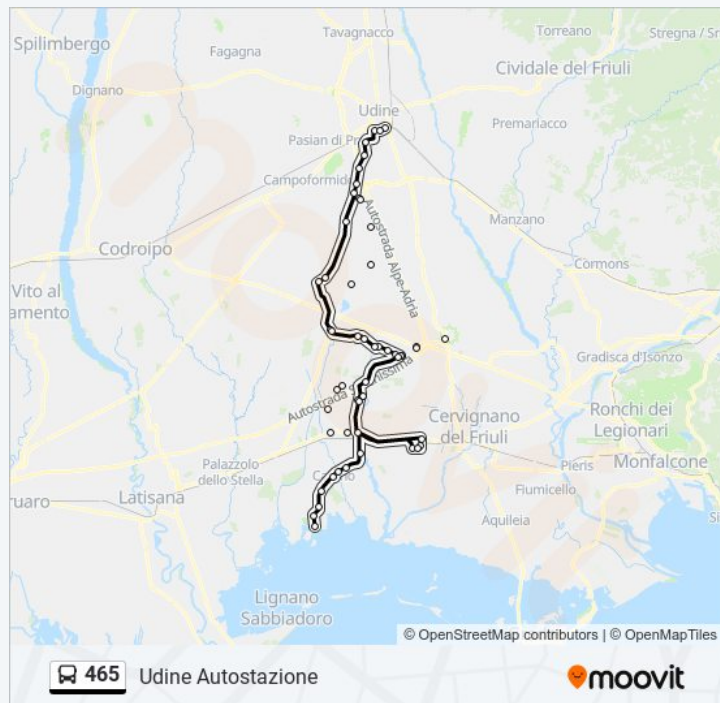 Tavagnacco
Torreano
Stregna / Sr
Spilimbergo
Fagagna
Cividale del Friuli
Dignano
Udine
Premariacco
Pasian di Pr
Campoformido
Manzano
Autostrada Alpe-Adria
Codroipo
Cormons
Vito al
amento
Gradisca d'Isonzo
Autostrada S
nissima
Ronchi dei
Legionari
Cervignano
del Friuli
Monfalcone
Palazzolo
dello Stella
Pieris
Fiumicello
Latisana
ruaro
Aquileia
Lignano
Sabbiadoro
© OpenStreetMap contributors | © OpenMapTiles
465 Udine Autostazione
moovit